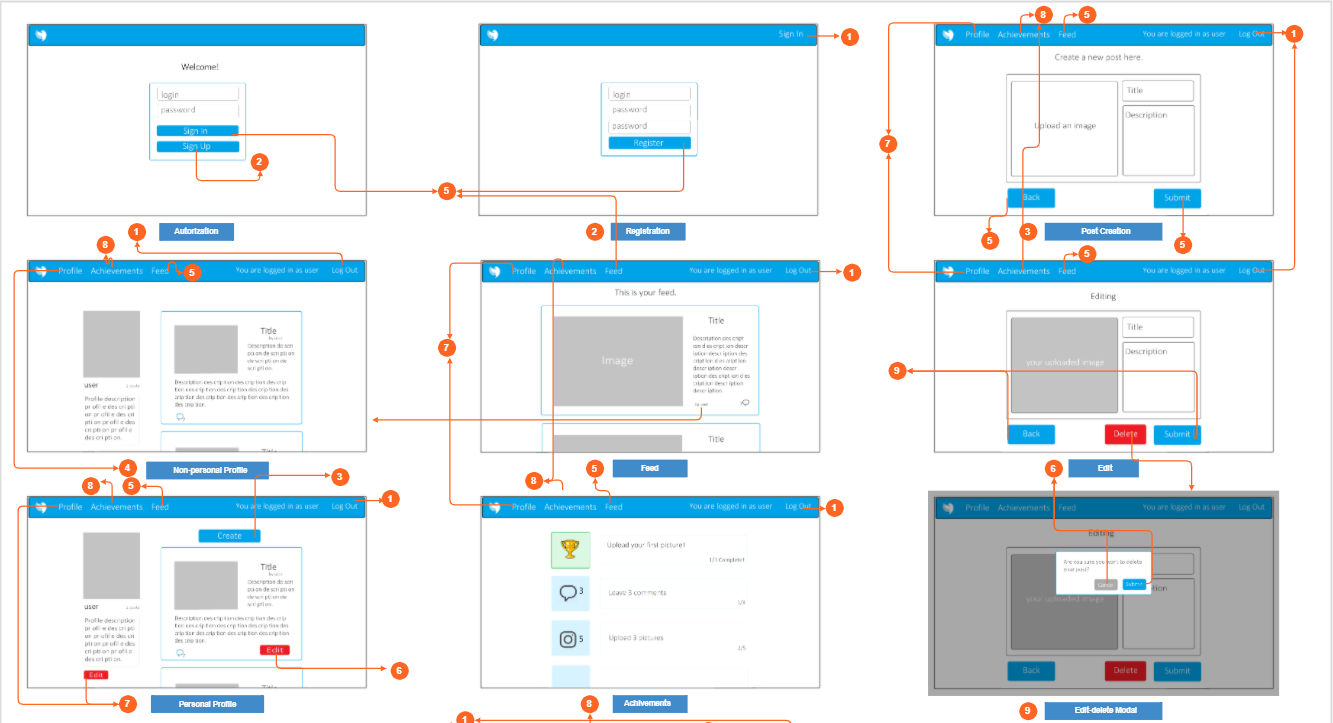 Welcome!
login
password
Sign In
Sign Up
2
1
Autorization
Sign In
1
login
password
password
Register
5
2
Registration
8
5
Profile
Achievements
Feed
You are logged in as user
Log Out
1
Create a new post here.
Upload an image
Title
Description
7
Back
Submit
5
3
5
Post Creation
8
Profile
Achievements
Feed
5
You are logged in as user
Log Out
user
Profile description
Title
4
Non-personal Profile
3
Profile
Achievements
Feed
You are logged in as user
Log Out
1
This is your feed.
Image
Title
7
Title
5
Feed
5
Profile
Achievements
Feed
You are logged in as user
Log Out
Editing
your uploaded image
Title
Description
9
Back
Delete
Submit
6
Edit
8
5
Profile
Achievements
Feed
You are logged in as user
Log Out
1
Create
user
Profile description
Title
Edit
Edit
6
Title
7
Personal Profile
8
Profile
Achievements
Feed
You are logged in as user
Log Out
1
Upload your first picture!
1/1 Complete!
3
Leave 3 comments
1/3
5
Upload 3 pictures
2/5
8
Achivements
1
Profile
Achievements
Feed
You are logged in as user
Log Out
Editing
Are you sure you want to delete
your post?
Cancel
Submit
your uploaded image
Back
Delete
Submit
9
Edit-delete Modal